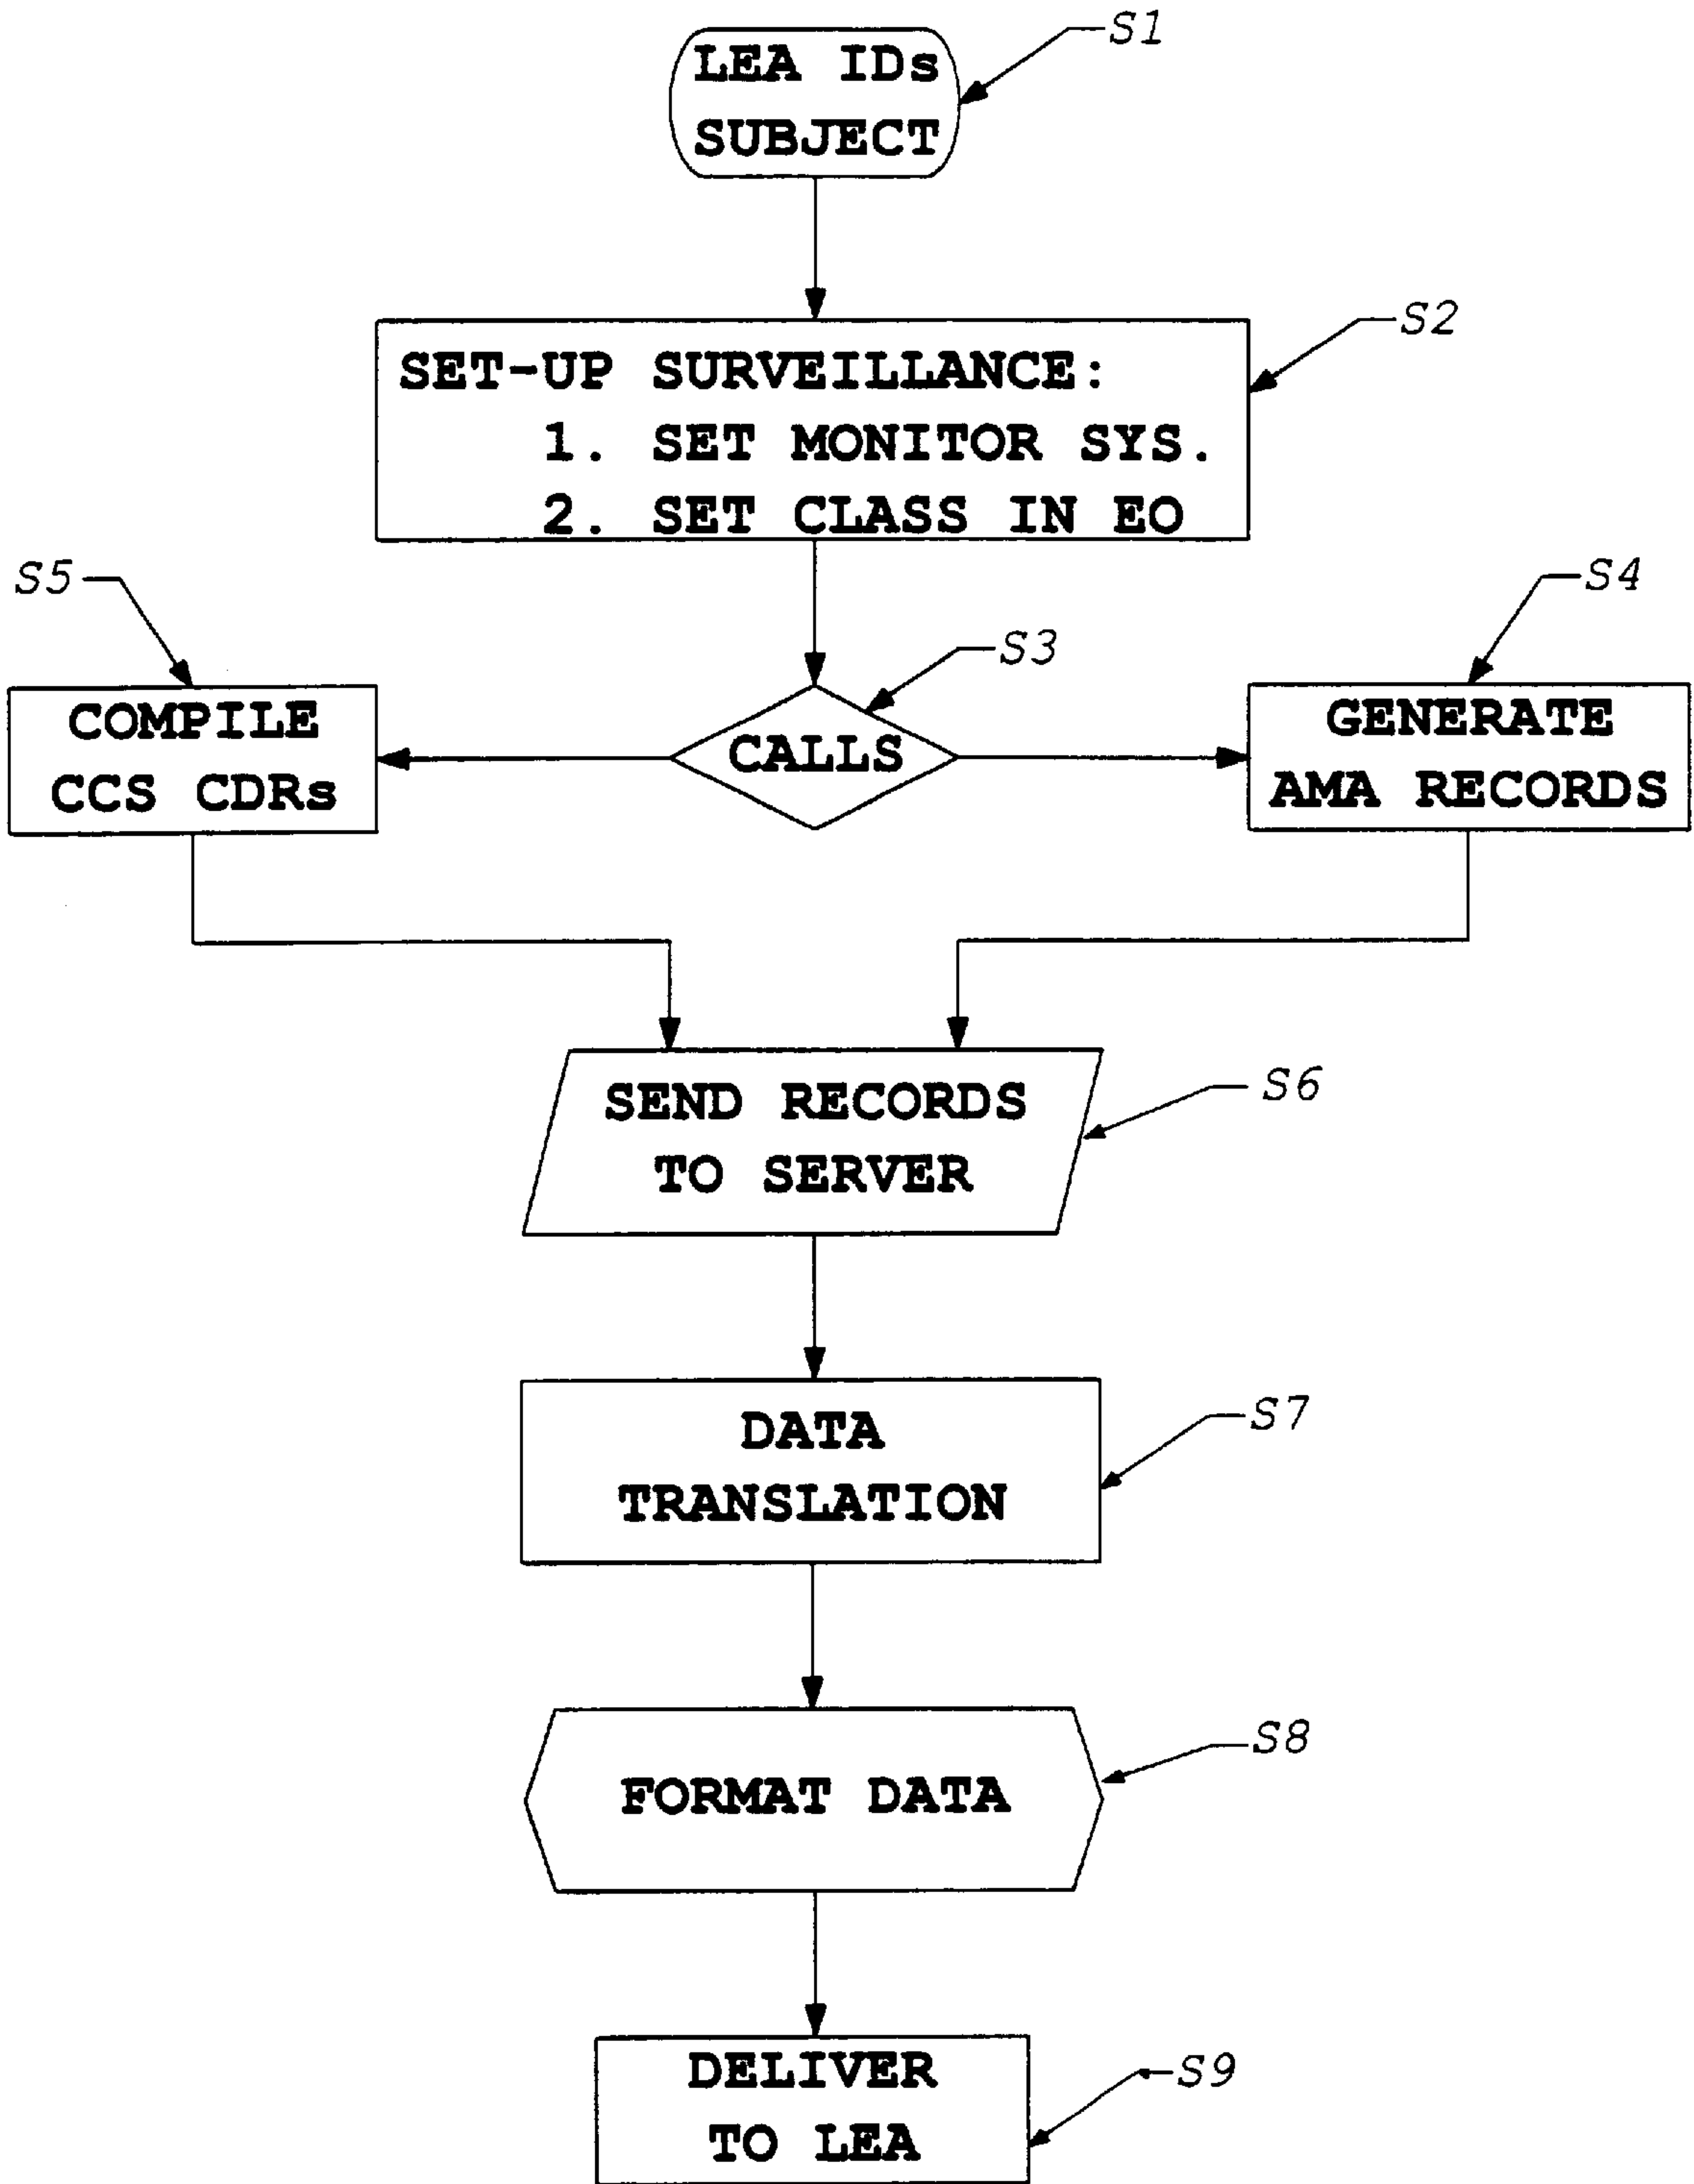 LEA IDs
SUBJECT
S1
SET-UP SURVEILLANCE:
1. SET MONITOR SYS.
2. SET CLASS IN EO
S2
CALLS
S3
GENERATE
AMA RECORDS
S4
COMPILE
CCS CDRs
S5
SEND RECORDS
TO SERVER
S6
DATA
TRANSLATION
S7
FORMAT DATA
S8
DELIVER
TO LEA
S9